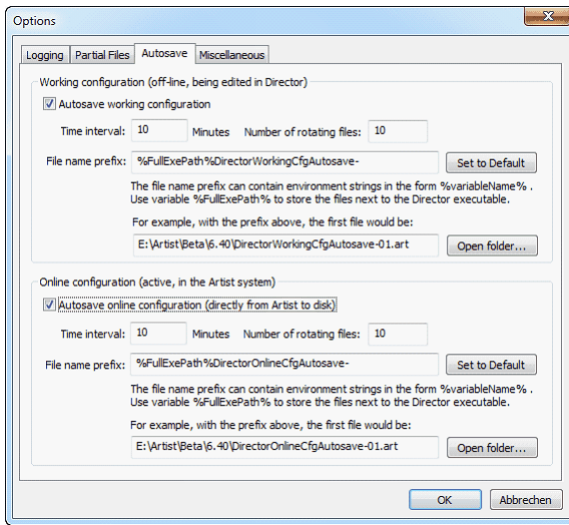 Options
Logging Partial Files Autosave Miscellaneous
Working configuration (off-line, being edited in Director)
Autosave working configuration
Time interval: 10 Minutes Number of rotating files: 10
File name prefix: %FullExePath%DirectorWorkingCfgAutosave- Set to Default
The file name prefix can contain environment strings in the form %variableName% .
Use variable %FullExePath% to store the files next to the Director executable.
For example, with the prefix above, the first file would be:
E:\Artist\Beta\6.40\DirectorWorkingCfgAutosave-01.art Open folder...
Online configuration (active, in the Artist system)
Autosave online configuration (directly from Artist to disk)
Time interval: 10 Minutes Number of rotating files: 10
File name prefix: %FullExePath%DirectorOnlineCfgAutosave- Set to Default
The file name prefix can contain environment strings in the form %variableName% .
Use variable %FullExePath% to store the files next to the Director executable.
For example, with the prefix above, the first file would be:
E:\Artist\Beta\6.40\DirectorOnlineCfgAutosave-01.art Open folder...
OK Abbrechen